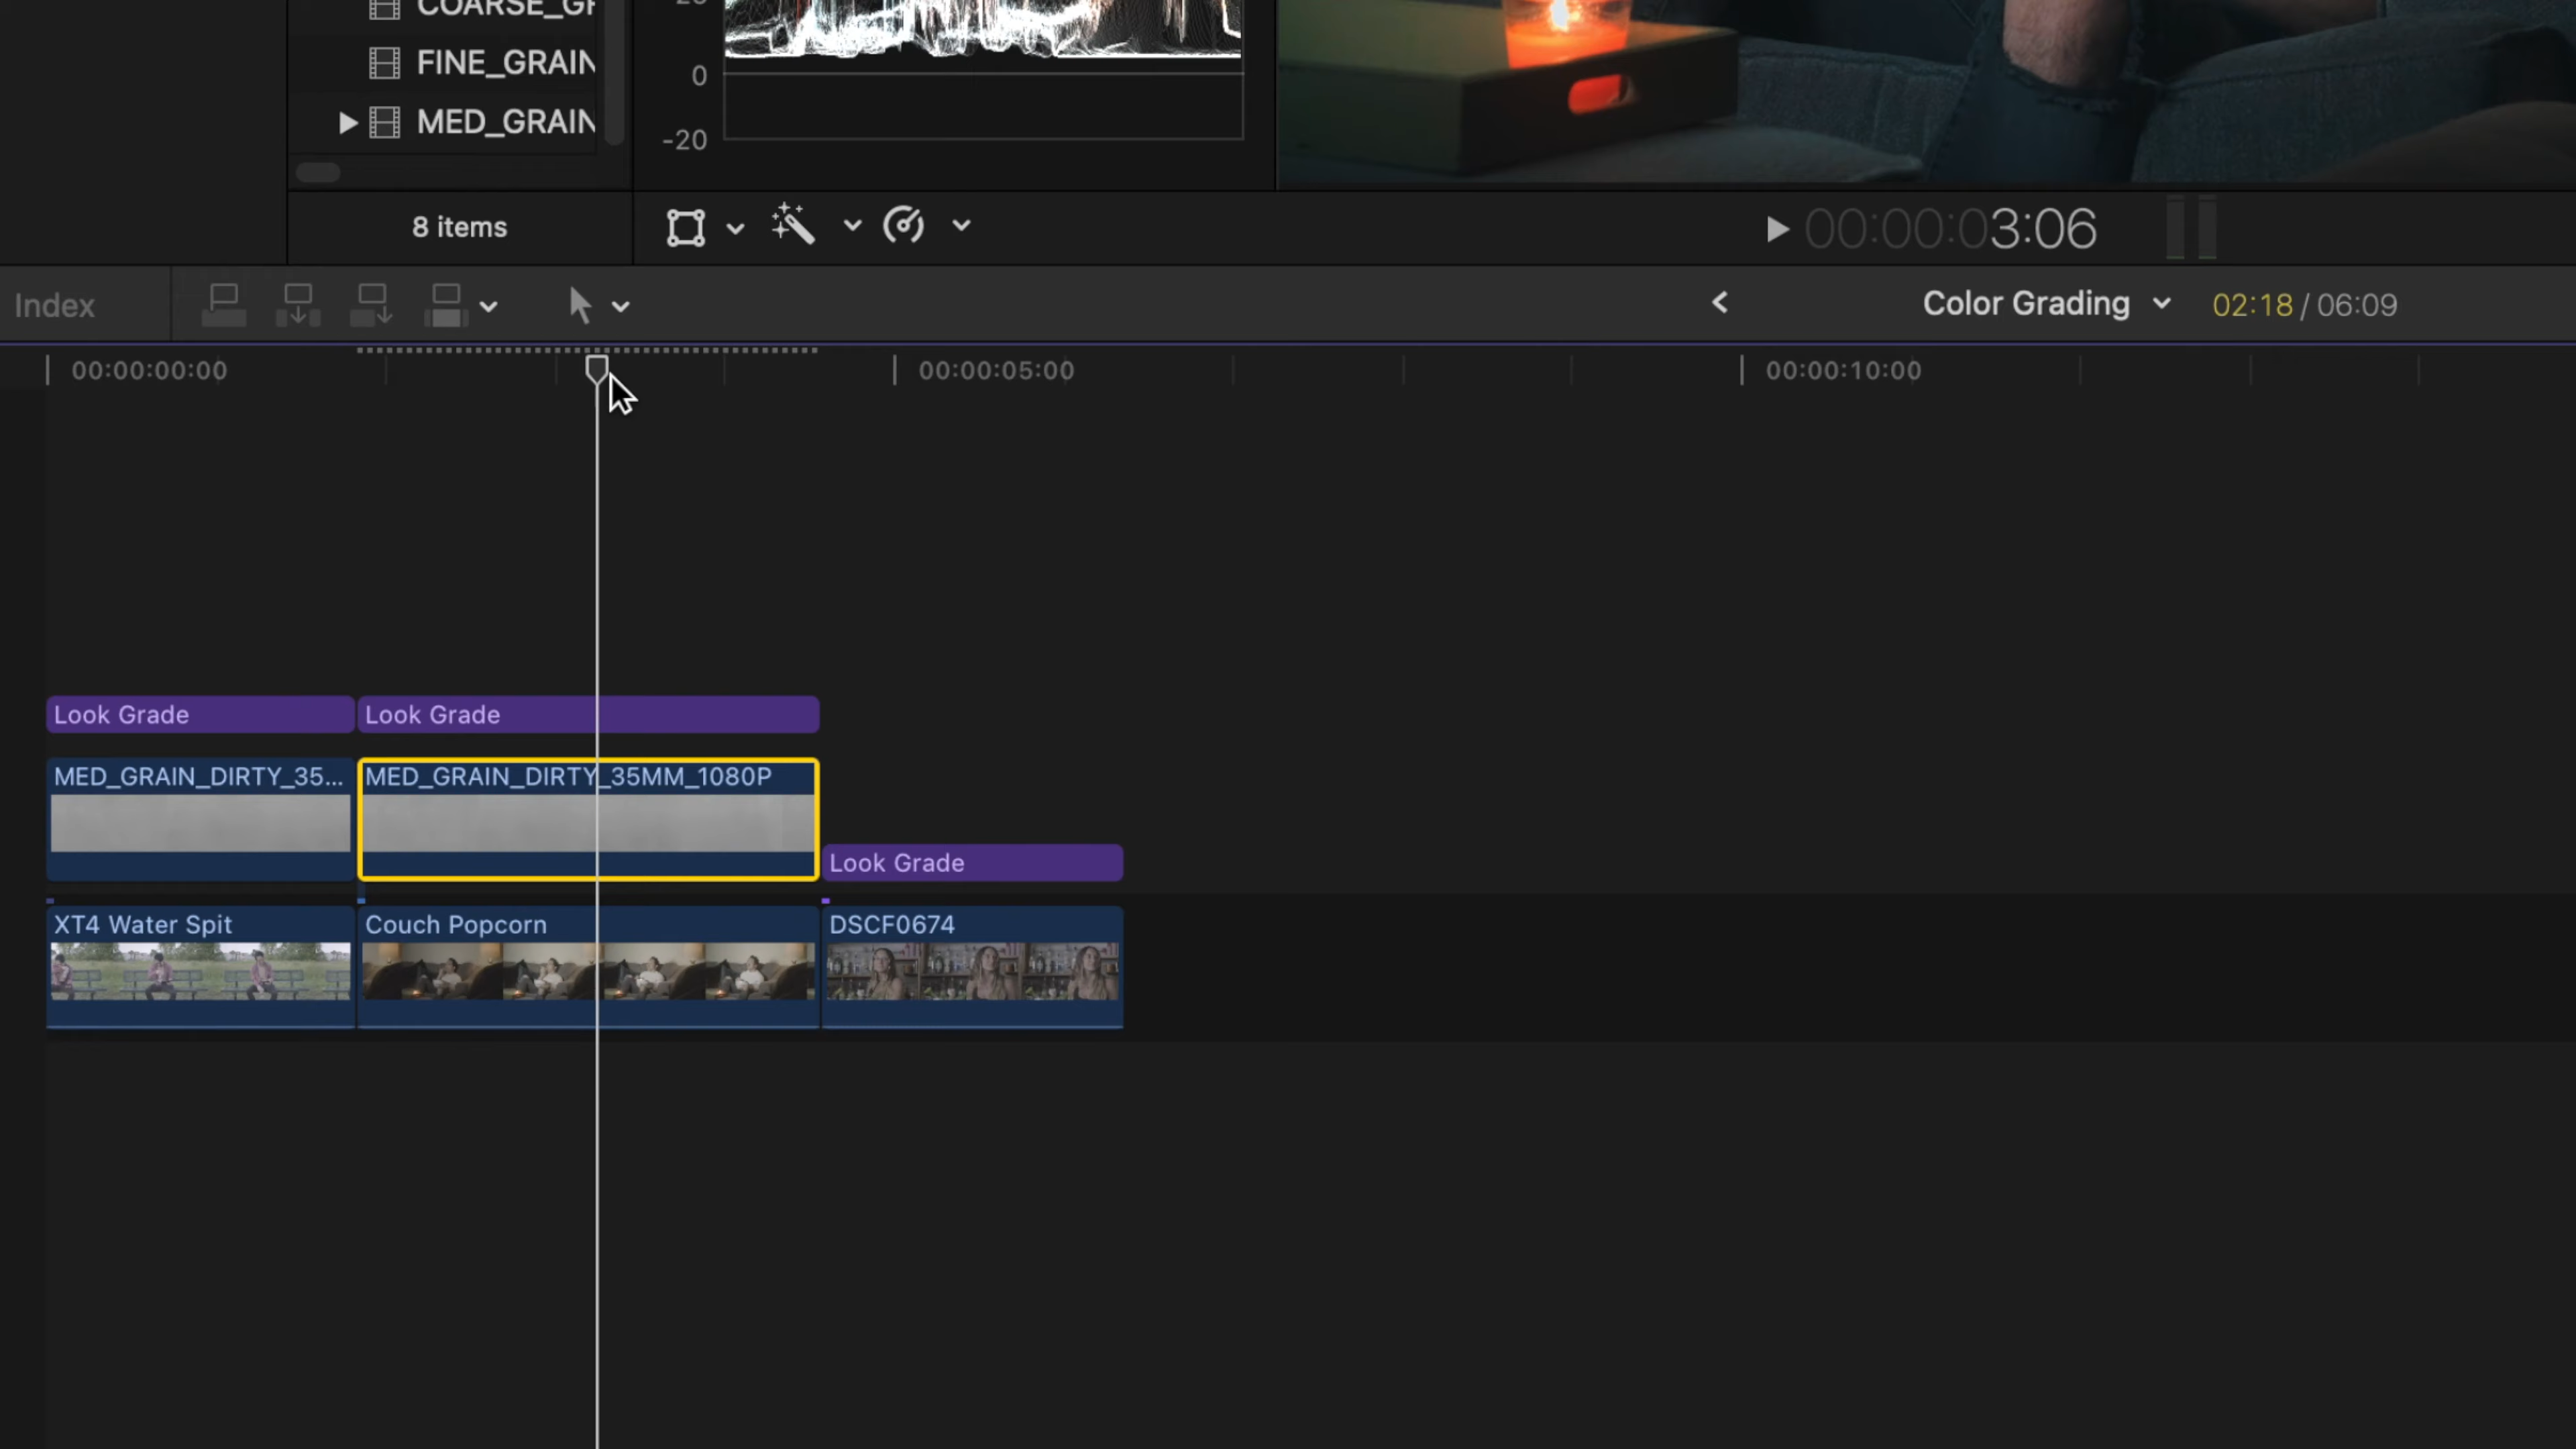 FINE_GRAIN
MED_GRAIN
0
-20
8 items
00:00:03:06
Index
Color Grading
02:18 / 06:09
00:00:00:00
00:00:05:00
00:00:10:00
Look Grade
Look Grade
MED_GRAIN_DIRTY_35...
MED_GRAIN_DIRTY_35MM_1080P
Look Grade
XT4 Water Spit
Couch Popcorn
DSCF0674